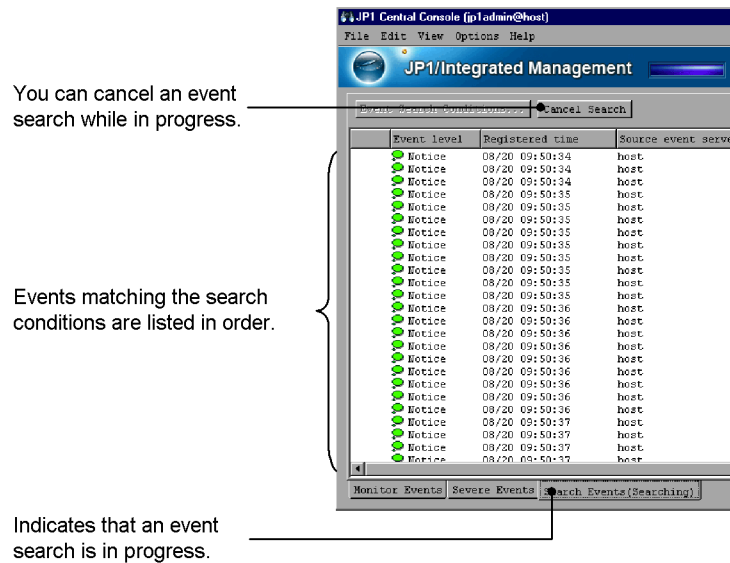 JP1 Central Console (jp1admin@host)
File Edit View Options Help
JP1/Integrated Management
You can cancel an event
search while in progress.
Event Search Conditions... Cancel Search
Event level Registered time Source event serve
Notice 08/20 09:50:34 host
Notice 08/20 09:50:34 host
Notice 08/20 09:50:34 host
Notice 08/20 09:50:35 host
Notice 08/20 09:50:35 host
Notice 08/20 09:50:35 host
Notice 08/20 09:50:35 host
Notice 08/20 09:50:35 host
Notice 08/20 09:50:35 host
Notice 08/20 09:50:35 host
Notice 08/20 09:50:35 host
Notice 08/20 09:50:35 host
Notice 08/20 09:50:36 host
Notice 08/20 09:50:36 host
Notice 08/20 09:50:36 host
Notice 08/20 09:50:36 host
Notice 08/20 09:50:36 host
Notice 08/20 09:50:36 host
Notice 08/20 09:50:36 host
Notice 08/20 09:50:36 host
Notice 08/20 09:50:36 host
Notice 08/20 09:50:37 host
Notice 08/20 09:50:37 host
Notice 08/20 09:50:37 host
Notice 08/20 09:50:37 host
Events matching the search
conditions are listed in order.
Monitor Events Severe Events Search Events(Searching)
Indicates that an event
search is in progress.